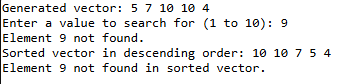 Generated vector: 5 7 10 10 4
Enter a value to search for (1 to 10): 9
Element 9 not found.
Sorted vector in descending order: 10 10 7 5 4
Element 9 not found in sorted vector.